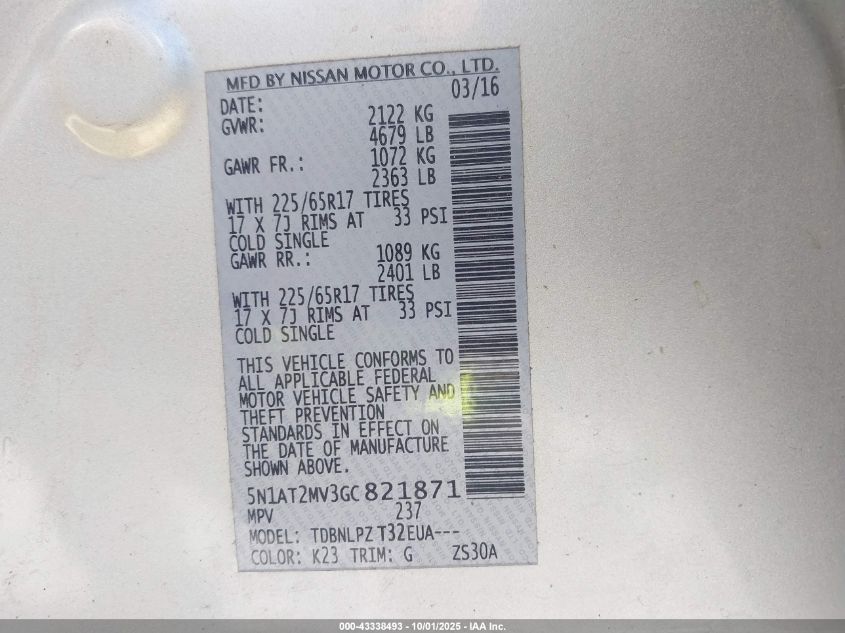 MFD BY NISSAN MOTOR CO., LTD.
DATE: 03/16
GVWR: 2122 KG
4679 LB
GAWR FR.: 1072 KG
2363 LB
WITH 225/65R17 TIRES
17 X 7J RIMS AT 33 PSI
COLD SINGLE
GAWR RR.: 1089 KG
2401 LB
WITH 225/65R17 TIRES
17 X 7J RIMS AT 33 PSI
COLD SINGLE
THIS VEHICLE CONFORMS TO
ALL APPLICABLE FEDERAL
MOTOR VEHICLE SAFETY AND
THEFT PREVENTION
STANDARDS IN EFFECT ON
THE DATE OF MANUFACTURE
SHOWN ABOVE.
5N1AT2MV3GC821871
MPV 237
MODEL: TDBNLPZ T32EUA---
COLOR: K23 TRIM: G ZS30A
000-43338493 - 10/01/2025 - IAA Inc.